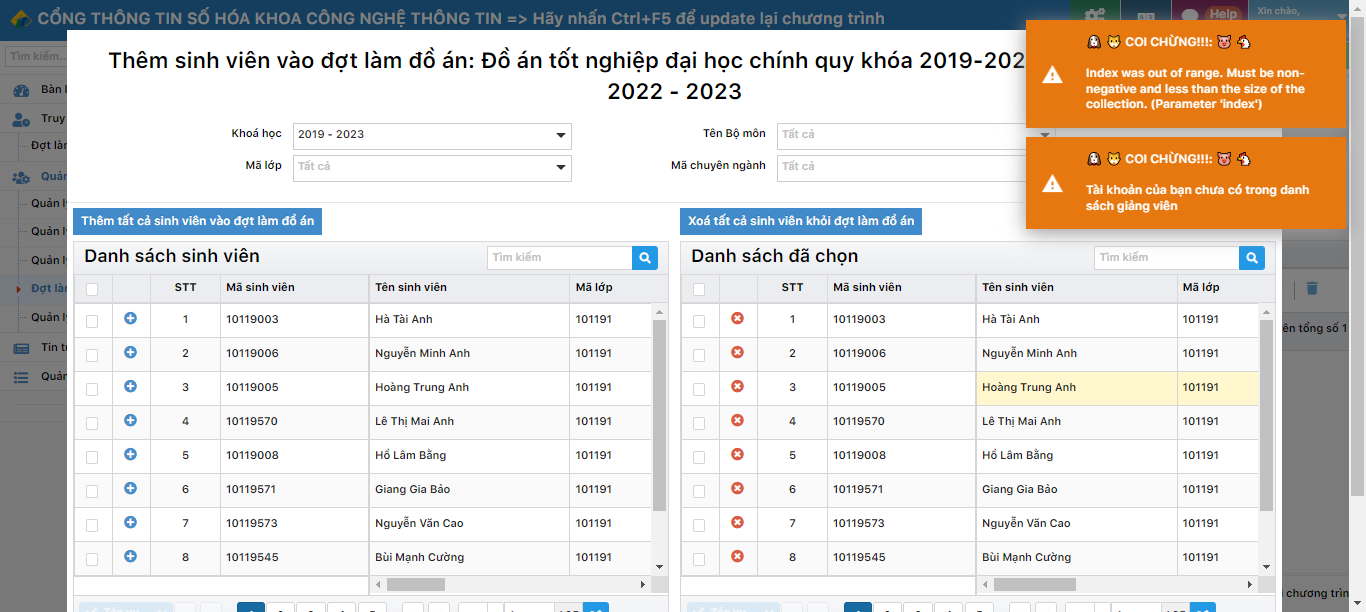 CỔNG THÔNG TIN SỐ HÓA KHOA CÔNG NGHỆ THÔNG TIN => Hãy nhấn Ctrl+F5 để update lại chương trình
Help
Xin chào,
Tìm kiếm...
Bàn
Truy
Đợt làn
Quản
Quản lý
Quản lý
Quản lý
Đợt làn
Quản lý
Tin tứ
Quản
Thêm sinh viên vào đợt làm đồ án: Đồ án tốt nghiệp đại học chính quy khóa 2019-202
2022 - 2023
Khoá học
2019 - 2023
Tên Bộ môn
Tất cả
Mã lớp
Tất cả
Mã chuyên ngành
Tất cả
COI CHỪNG!!!:
Index was out of range. Must be non-
negative and less than the size of the
collection. (Parameter 'index')
COI CHỪNG!!!:
Tài khoản của bạn chưa có trong danh
sách giảng viên
Thêm tất cả sinh viên vào đợt làm đồ án
Danh sách sinh viên
Tìm kiếm
STT Mã sinh viên Tên sinh viên Mã lớp
1 10119003 Hà Tài Anh 101191
2 10119006 Nguyễn Minh Anh 101191
3 10119005 Hoàng Trung Anh 101191
4 10119570 Lê Thị Mai Anh 101191
5 10119008 Hồ Lâm Bằng 101191
6 10119571 Giang Gia Bảo 101191
7 10119573 Nguyễn Văn Cao 101191
8 10119545 Bùi Mạnh Cường 101191
Xoá tất cả sinh viên khỏi đợt làm đồ án
Danh sách đã chọn
Tìm kiếm
STT Mã sinh viên Tên sinh viên Mã lớp
1 10119003 Hà Tài Anh 101191
2 10119006 Nguyễn Minh Anh 101191
3 10119005 Hoàng Trung Anh 101191
4 10119570 Lê Thị Mai Anh 101191
5 10119008 Hồ Lâm Bằng 101191
6 10119571 Giang Gia Bảo 101191
7 10119573 Nguyễn Văn Cao 101191
8 10119545 Bùi Mạnh Cường 101191
ên tổng số 1
chương trìn